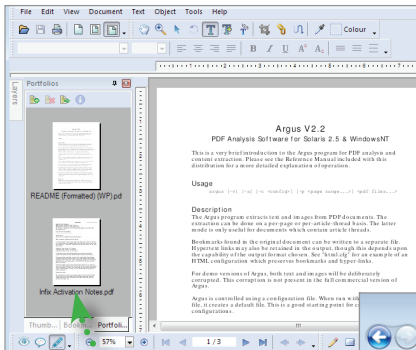 File Edit View Document Text Object Tools Help
Colour
B I U A A
Layers
Portfolios
README (Formatted) (WP).pd
Infix Activation Notes.pdf
Thumb... Bookm... Portfoli...
57%
1 / 3
Argus V2.2
PDF Analysis Software for Solaris 2.5 & WindowsNT
This is a very brief introduction to the Argus program for PDF analysis and
content extraction. Please see the Reference Manual included with this
distribution for a more detailed explanation of operation.
Usage
argus [-v] [-a] [-c <config>] [-p <page range...>] <pdf files...>
Description
The Argus program extracts text and images from PDF documents. The
extraction can be done on a per-page or per-article-thread basis. The latter
mode is only useful for documents which contain article threads.
Bookmarks found in the original document can be written to a separate file.
Hypertext links may also be retained in the output, though this depends upon
the capability of the output format chosen. See "html.cfg" for an example of an
HTML configuration which preserves bookmarks and hyper-links.
For demo versions of Argus, both text and images will be deliberately
corrupted. This corruption is not present in the full commercial version of
Argus.
Argus is controlled using a configuration file. When run with
file, it creates a default file. This is a good starting point for
configurations.